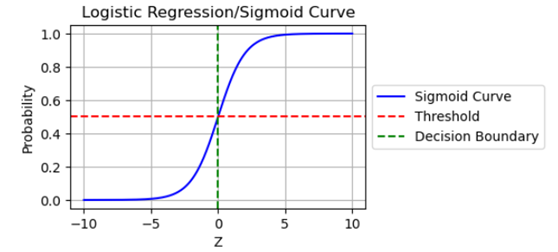 Logistic Regression/Sigmoid Curve
1.0
0.8
0.6
0.4
0.2
0.0
Probability
−10 −5 0 5 10
Z
Sigmoid Curve
Threshold
Decision Boundary